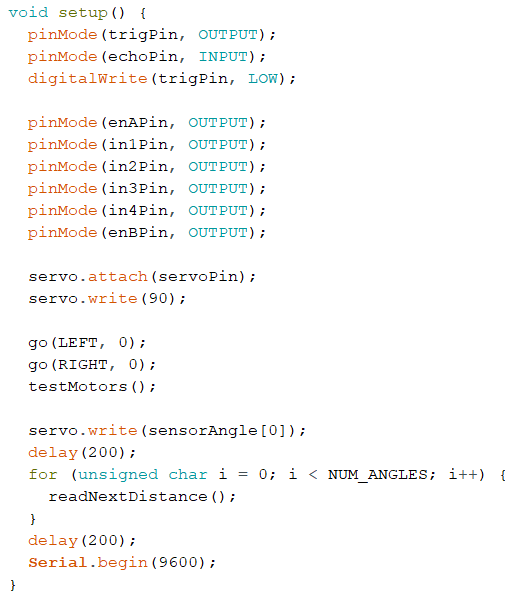 void setup() {
  pinMode(trigPin, OUTPUT);
  pinMode(echoPin, INPUT);
  digitalWrite(trigPin, LOW);

  pinMode(enAPin, OUTPUT);
  pinMode(in1Pin, OUTPUT);
  pinMode(in2Pin, OUTPUT);
  pinMode(in3Pin, OUTPUT);
  pinMode(in4Pin, OUTPUT);
  pinMode(enBPin, OUTPUT);

  servo.attach(servoPin);
  servo.write(90);

  go(LEFT, 0);
  go(RIGHT, 0);
  testMotors();

  servo.write(sensorAngle[0]);
  delay(200);
  for (unsigned char i = 0; i < NUM_ANGLES; i++) {
    readNextDistance();
  }
  delay(200);
  Serial.begin(9600);
}